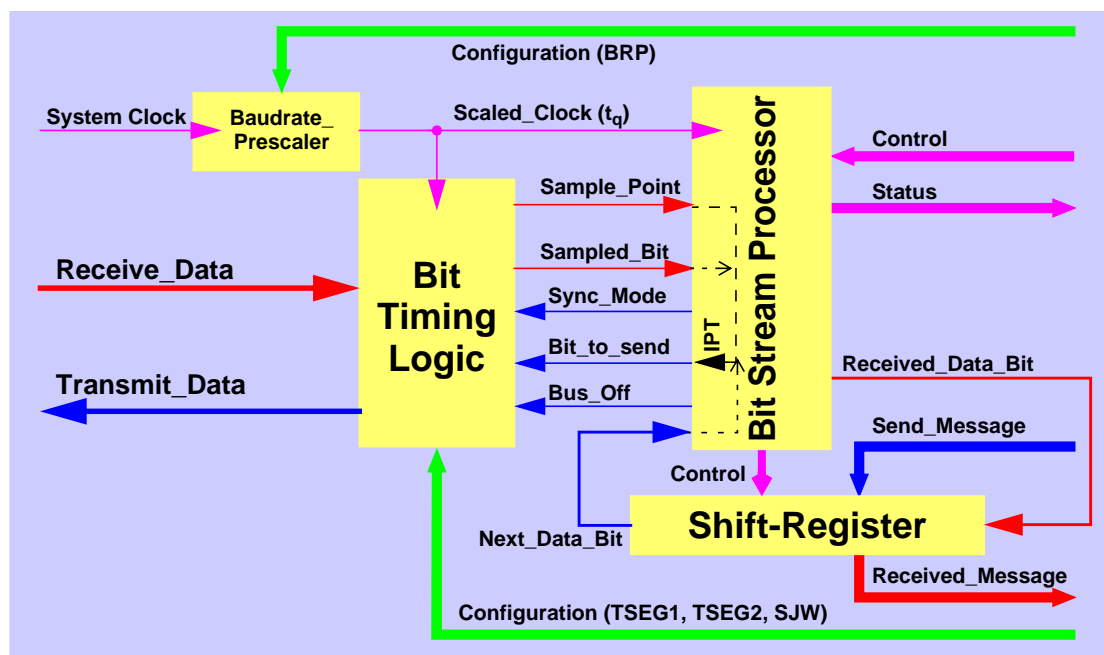 Configuration (BRP)
System Clock
Baudrate_
Prescaler
Scaled_Clock (tq)
Control
Status
Sample_Point
Sampled_Bit
Receive_Data
Bit
Timing
Logic
Sync_Mode
Bit_to_send
Bus_Off
IPT
Bit Stream Processor
Transmit_Data
Received_Data_Bit
Send_Message
Control
Shift-Register
Next_Data_Bit
Received_Message
Configuration (TSEG1, TSEG2, SJW)